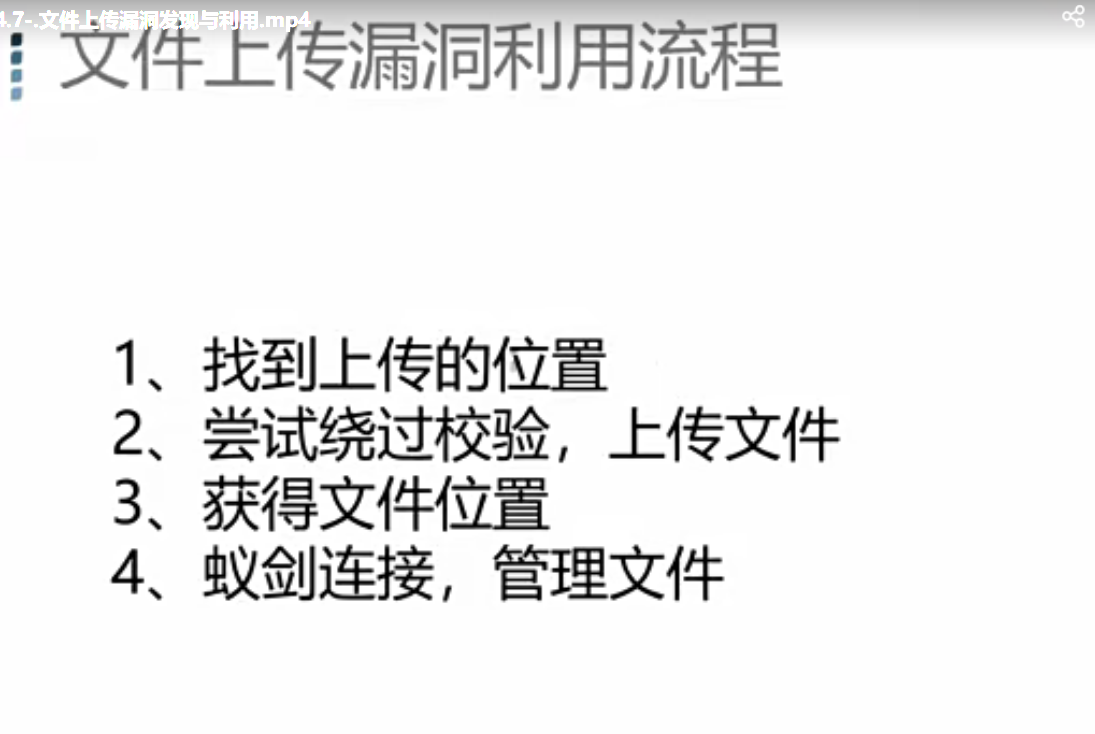 4.7-.文件上传漏洞发现与利用.mp4
文件上传漏洞利用流程
1、找到上传的位置
2、尝试绕过校验，上传文件
3、获得文件位置
4、蚁剑连接，管理文件